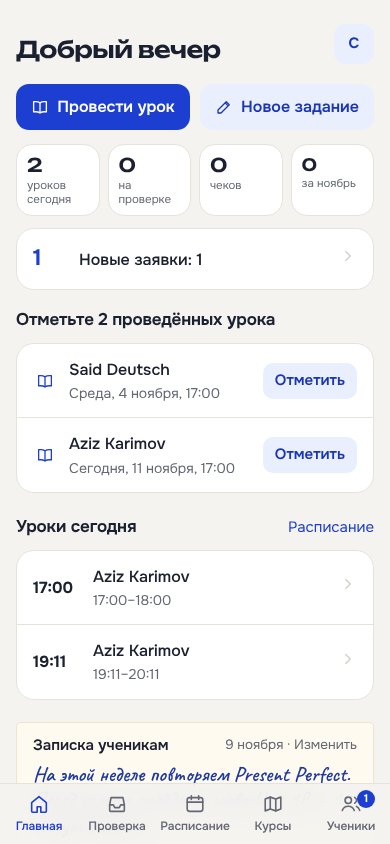 Добрый вечер
С
Провести урок
Новое задание
2
уроков
сегодня
0
на
проверке
0
чеков
0
за ноябрь
1
Новые заявки: 1
Отметьте 2 проведённых урока
Said Deutsch
Среда, 4 ноября, 17:00
Отметить
Aziz Karimov
Сегодня, 11 ноября, 17:00
Отметить
Уроки сегодня
Расписание
17:00
Aziz Karimov
17:00–18:00
19:11
Aziz Karimov
19:11–20:11
Записка ученикам
9 ноября · Изменить
На этой неделе повторяем Present Perfect.
1
Главная
Проверка
Расписание
Курсы
Ученики